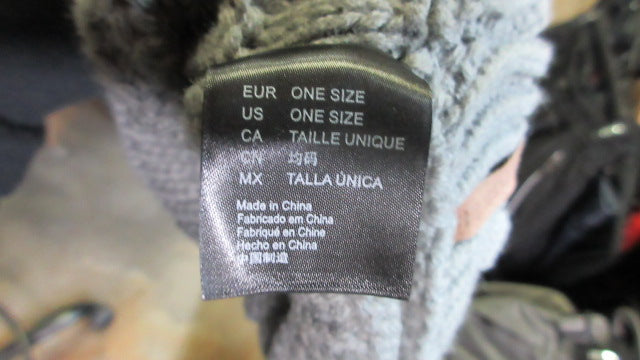 EUR ONE SIZE
US ONE SIZE
CA TAILLE UNIQUE
CN 均码
MX TALLA ÚNICA
Made in China
Fabricado em China
Fabriqué en Chine
Hecho en China
中国制造